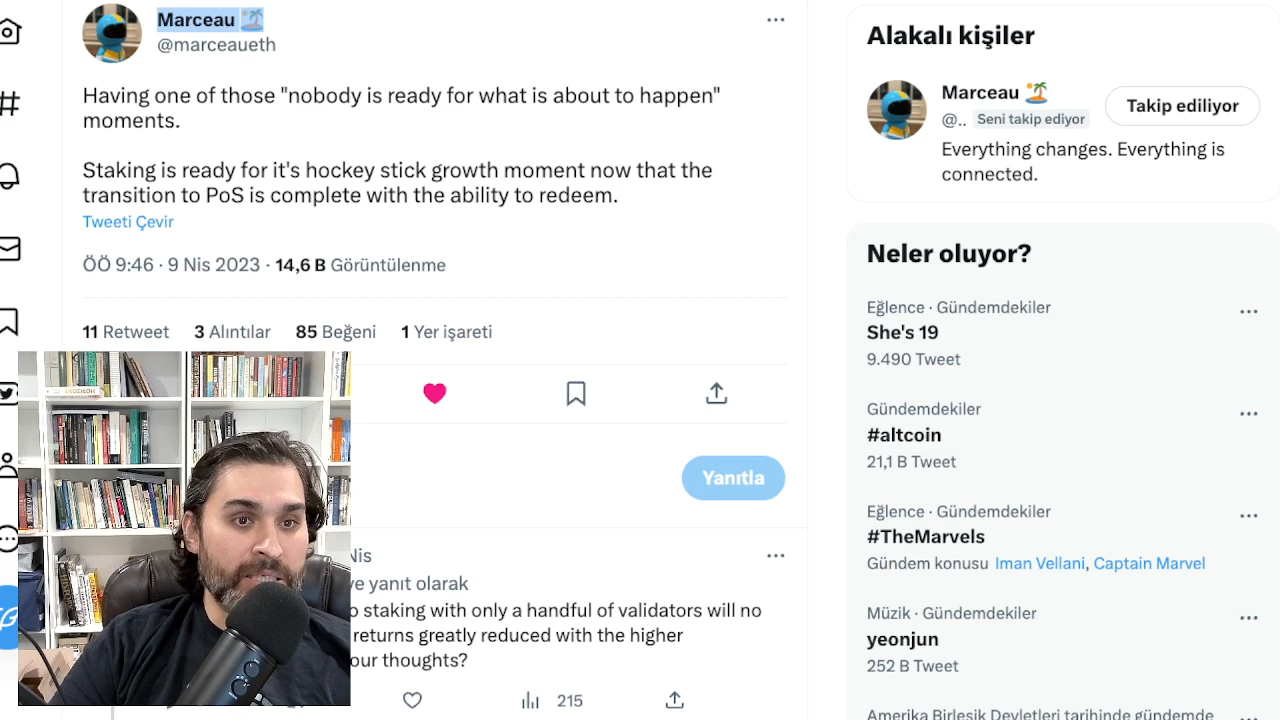 Marceau 🏝️
@marceaueth
Having one of those "nobody is ready for what is about to happen"
moments.
Staking is ready for it's hockey stick growth moment now that the
transition to PoS is complete with the ability to redeem.
Tweeti Çevir
ÖÖ 9:46 · 9 Nis 2023 · 14,6 B Görüntülenme
11 Retweet 3 Alıntılar 85 Beğeni 1 Yer işareti
Yanıtla
Nis
ve yanıt olarak
o staking with only a handful of validators will no
returns greatly reduced with the higher
our thoughts?
215
Alakalı kişiler
Marceau 🏝️
@.. Seni takip ediyor
Takip ediliyor
Everything changes. Everything is
connected.
Neler oluyor?
Eğlence · Gündemdekiler
She's 19
9.490 Tweet
Gündemdekiler
#altcoin
21,1 B Tweet
Eğlence · Gündemdekiler
#TheMarvels
Gündem konusu Iman Vellani, Captain Marvel
Müzik · Gündemdekiler
yeonjun
252 B Tweet
Amerika Birleşik Devletleri tarihinde gündemde